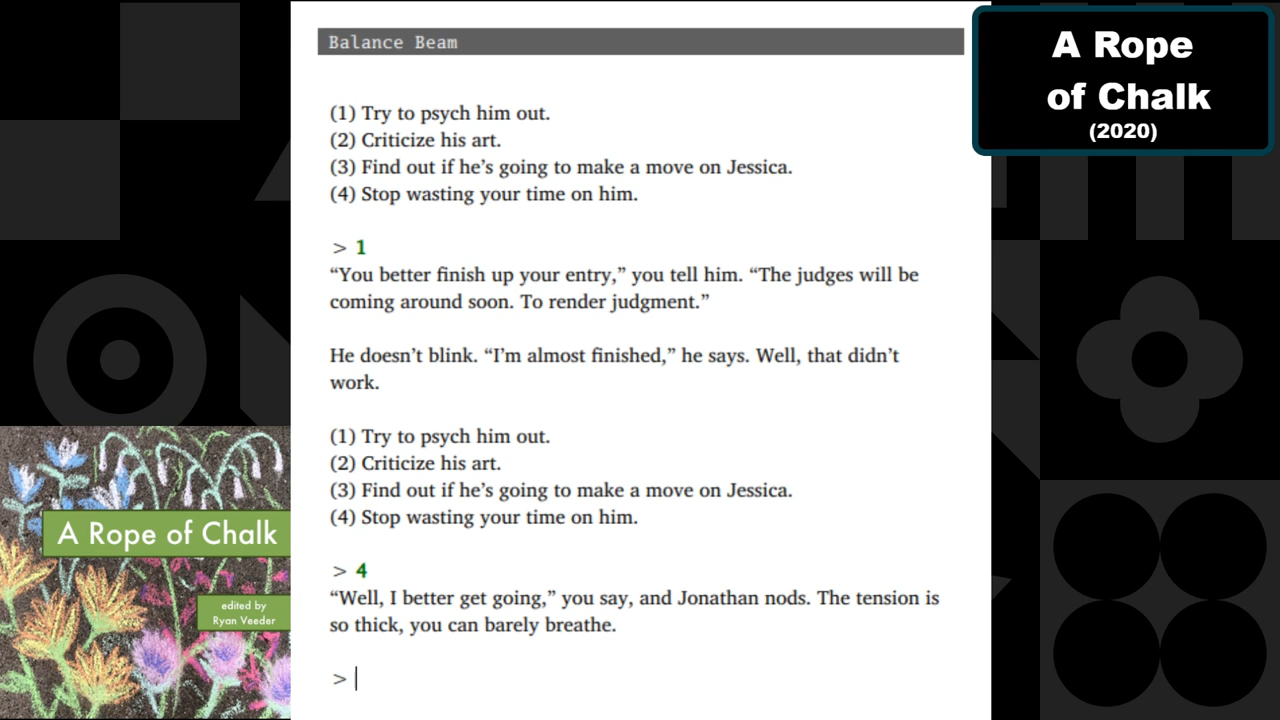 Balance Beam
(1) Try to psych him out.
(2) Criticize his art.
(3) Find out if he’s going to make a move on Jessica.
(4) Stop wasting your time on him.
> 1
“You better finish up your entry,” you tell him. “The judges will be
coming around soon. To render judgment.”
He doesn’t blink. “I’m almost finished,” he says. Well, that didn’t
work.
(1) Try to psych him out.
(2) Criticize his art.
(3) Find out if he’s going to make a move on Jessica.
(4) Stop wasting your time on him.
> 4
“Well, I better get going,” you say, and Jonathan nods. The tension is
so thick, you can barely breathe.
>
A Rope
of Chalk
(2020)
A Rope of Chalk
edited by
Ryan Veeder